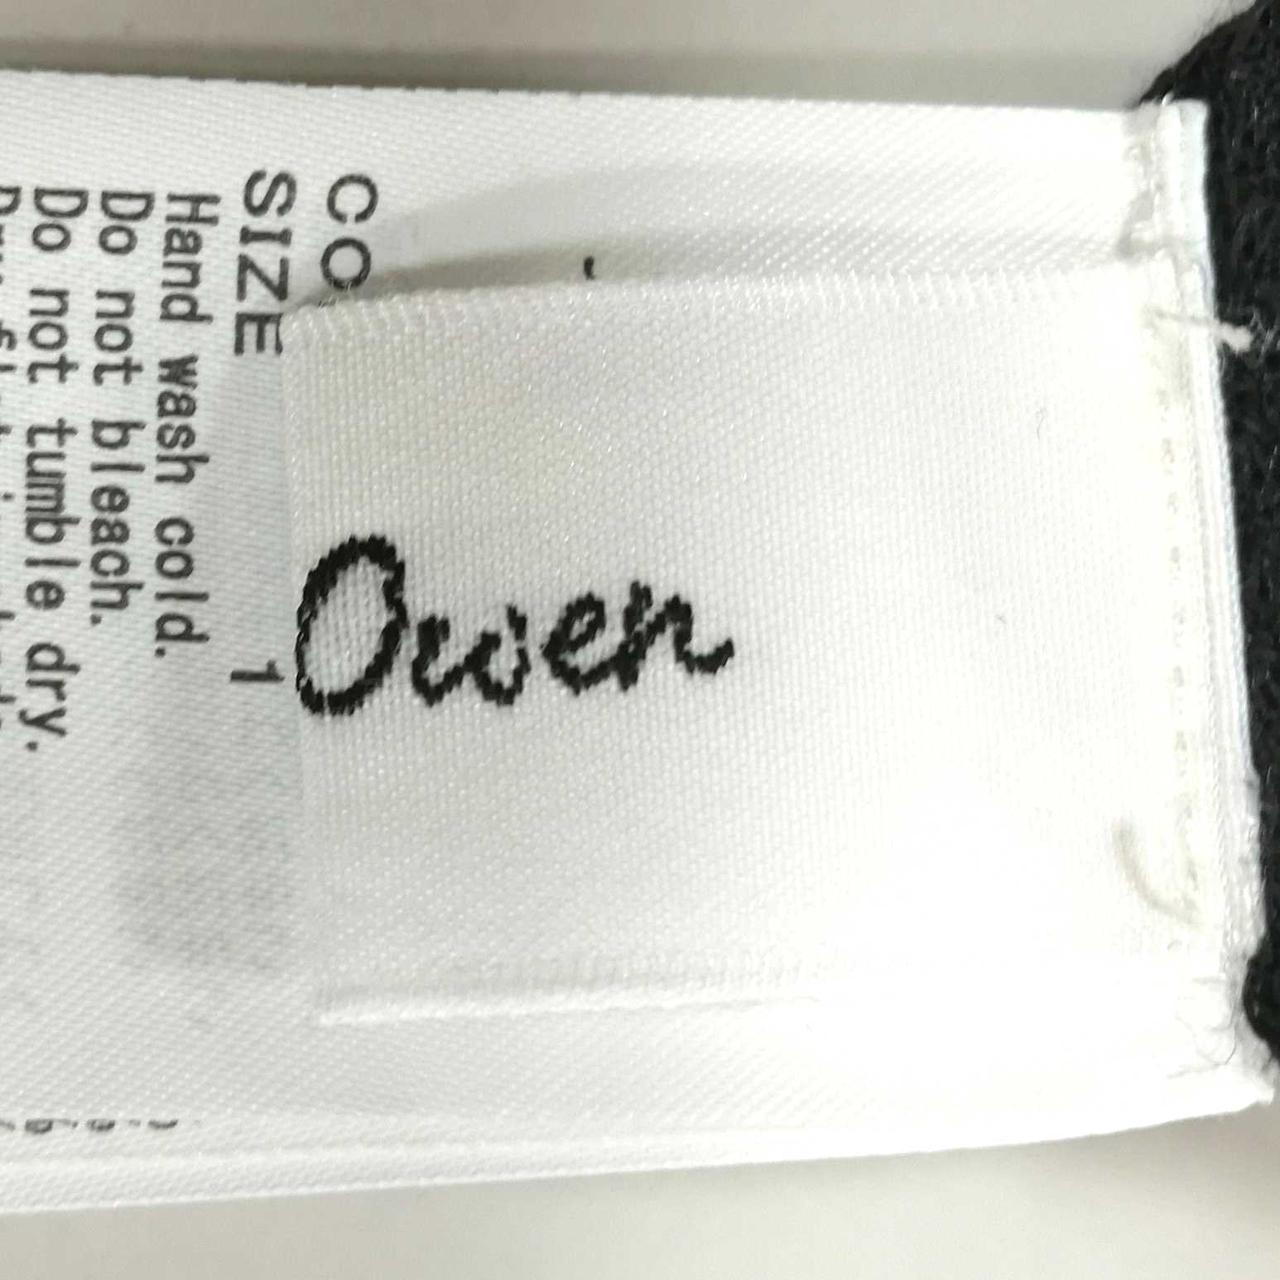 Owen
CO
SIZE 1
Hand wash cold.
Do not bleach.
Do not tumble dry.